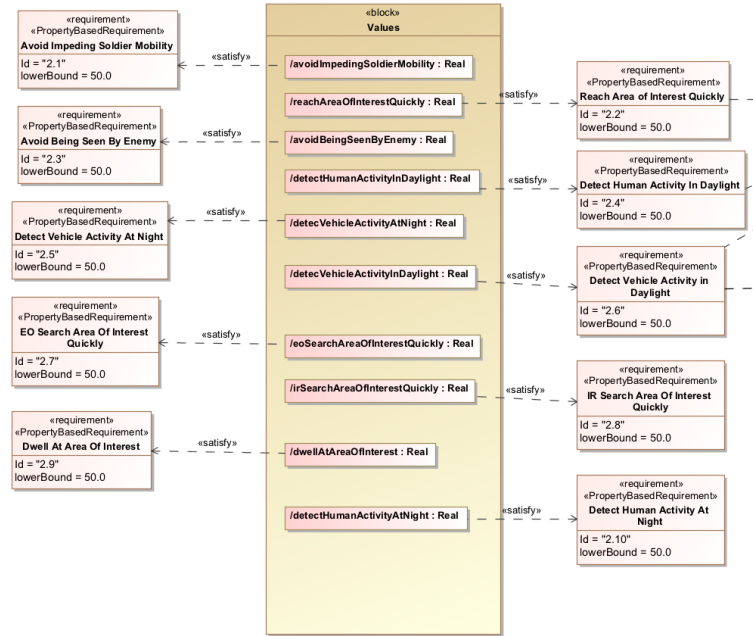 «block»
Values
«requirement»
«PropertyBasedRequirement»
Avoid Impeding Soldier Mobility
Id = "2.1"
lowerBound = 50.0
«satisfy»
/avoidImpedingSoldierMobility : Real
/reachAreaOfInterestQuickly : Real
«satisfy»
«requirement»
«PropertyBasedRequirement»
Reach Area of Interest Quickly
Id = "2.2"
lowerBound = 50.0
«requirement»
«PropertyBasedRequirement»
Avoid Being Seen By Enemy
Id = "2.3"
lowerBound = 50.0
«satisfy»
/avoidBeingSeenByEnemy : Real
/detectHumanActivityInDaylight : Real
«satisfy»
«requirement»
«PropertyBasedRequirement»
Detect Human Activity In Daylight
Id = "2.4"
lowerBound = 50.0
«requirement»
«PropertyBasedRequirement»
Detect Vehicle Activity At Night
Id = "2.5"
lowerBound = 50.0
«satisfy»
/detecVehicleActivityAtNight : Real
/detecVehicleActivityInDaylight : Real
«satisfy»
«requirement»
«PropertyBasedRequirement»
Detect Vehicle Activity in
Daylight
Id = "2.6"
lowerBound = 50.0
«requirement»
«PropertyBasedRequirement»
EO Search Area Of Interest
Quickly
Id = "2.7"
lowerBound = 50.0
«satisfy»
/eoSearchAreaOfInterestQuickly : Real
/irSearchAreaOfInterestQuickly : Real
«satisfy»
«requirement»
«PropertyBasedRequirement»
IR Search Area Of Interest
Quickly
Id = "2.8"
lowerBound = 50.0
«requirement»
«PropertyBasedRequirement»
Dwell At Area Of Interest
Id = "2.9"
lowerBound = 50.0
«satisfy»
/dwellAtAreaOfInterest : Real
/detectHumanActivityAtNight : Real
«satisfy»
«requirement»
«PropertyBasedRequirement»
Detect Human Activity At
Night
Id = "2.10"
lowerBound = 50.0